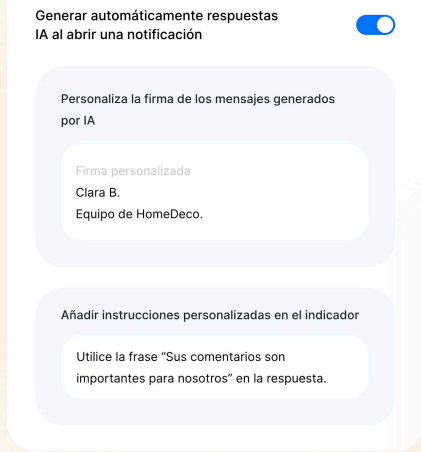 Generar automáticamente respuestas
IA al abrir una notificación
Personaliza la firma de los mensajes generados
por IA
Firma personalizada
Clara B.
Equipo de HomeDeco.
Añadir instrucciones personalizadas en el indicador
Utilice la frase “Sus comentarios son
importantes para nosotros” en la respuesta.